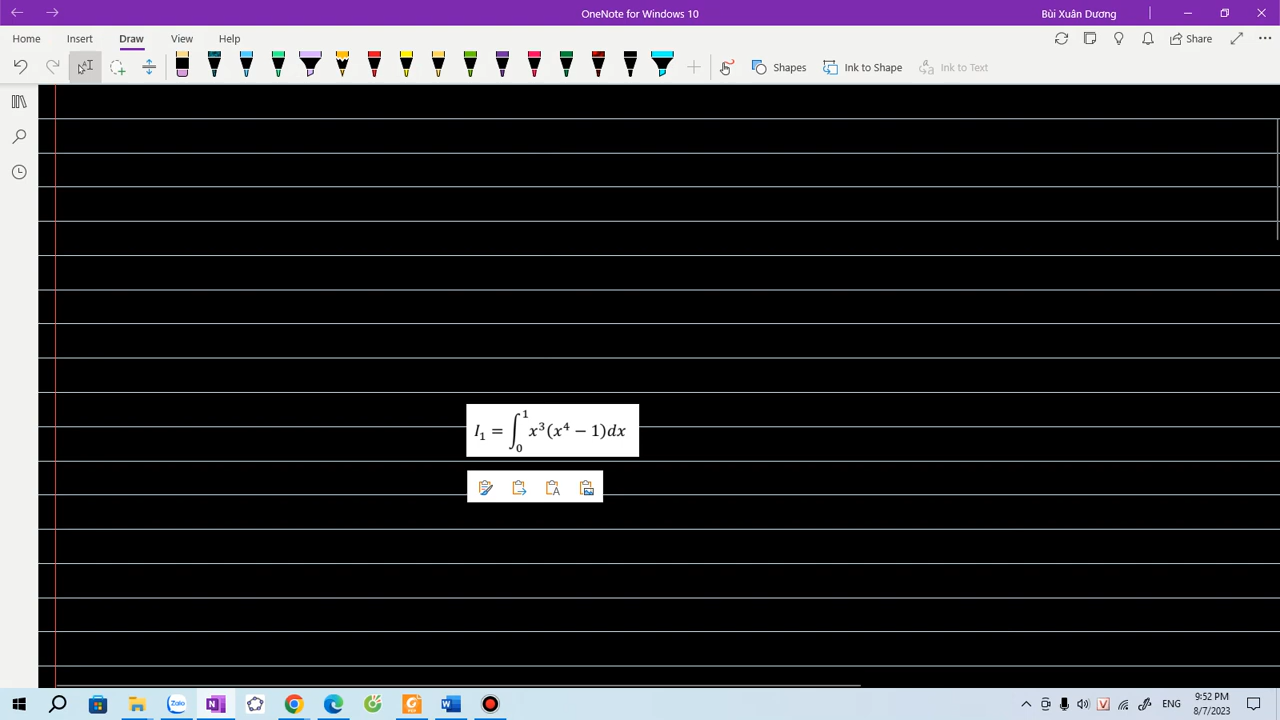 OneNote for Windows 10
Bùi Xuân Dương
Home Insert Draw View Help
Share
Shapes
Ink to Shape
Ink to Text
I₁ = ∫₀¹ x³(x⁴ − 1)dx
Zalo
ENG
9:52 PM
8/7/2023